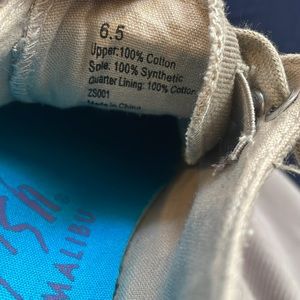 6.5
Upper:100% Cotton
Sole: 100% Synthetic
Quarter Lining: 100% Cotton
ZS001
Made in China
MALIBU